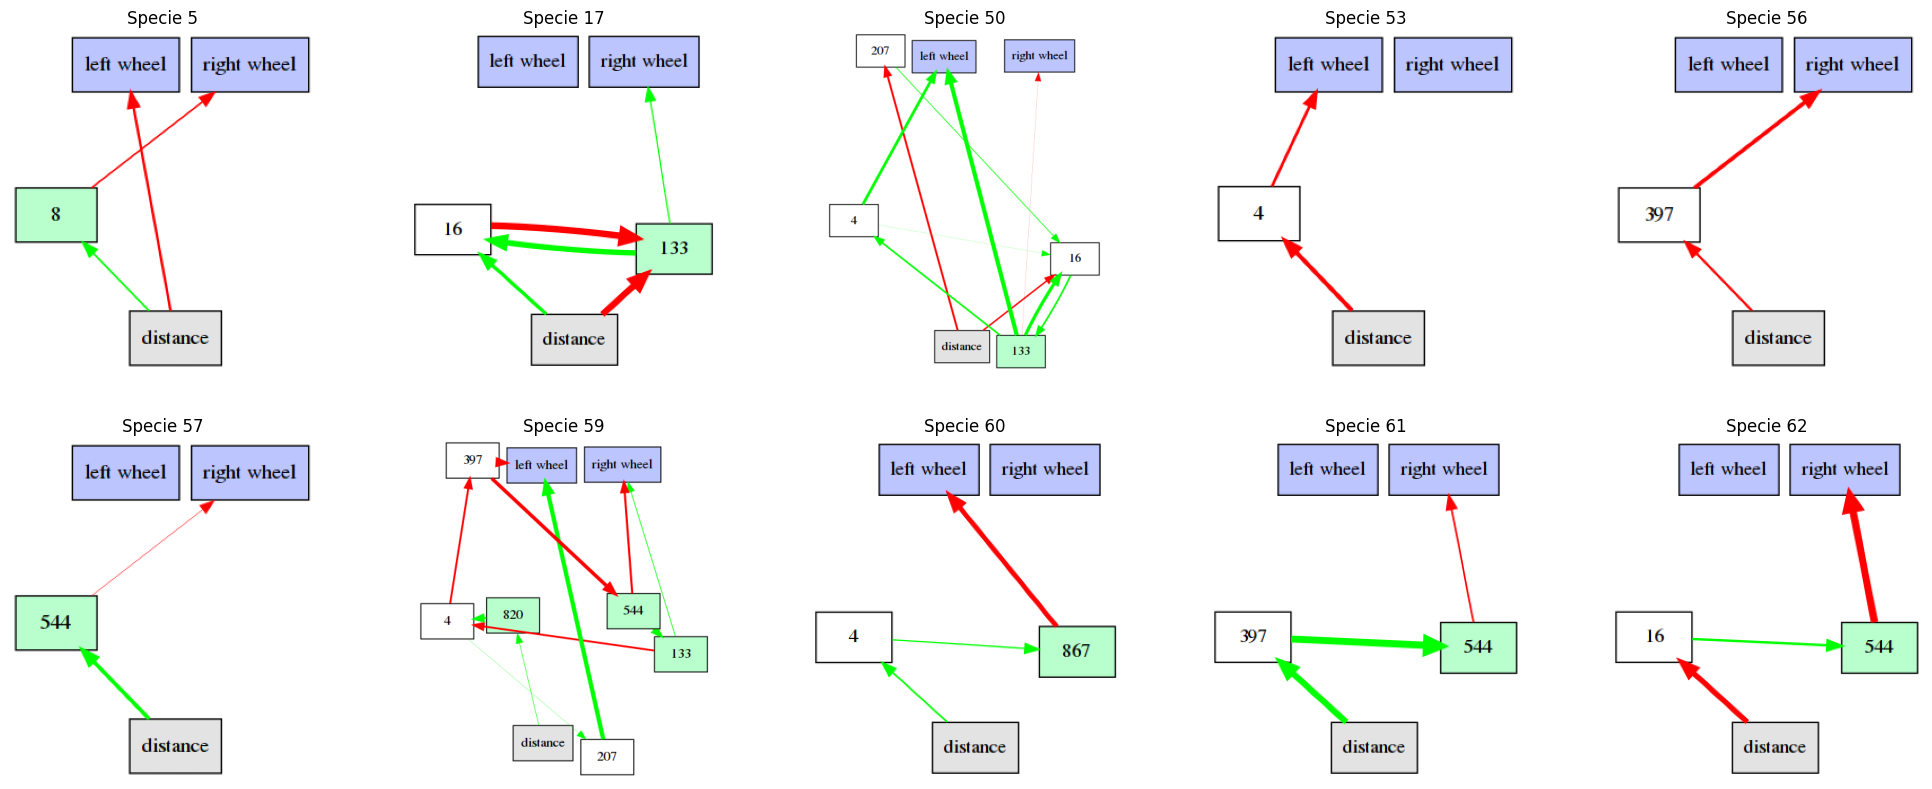 Specie 5
left wheel
right wheel
8
distance
Specie 17
left wheel
right wheel
16
133
distance
Specie 50
207
left wheel
right wheel
4
16
distance
133
Specie 53
left wheel
right wheel
4
distance
Specie 56
left wheel
right wheel
397
distance
Specie 57
left wheel
right wheel
544
distance
Specie 59
397
left wheel
right wheel
820
544
4
133
distance
207
Specie 60
left wheel
right wheel
4
867
distance
Specie 61
left wheel
right wheel
397
544
distance
Specie 62
left wheel
right wheel
16
544
distance